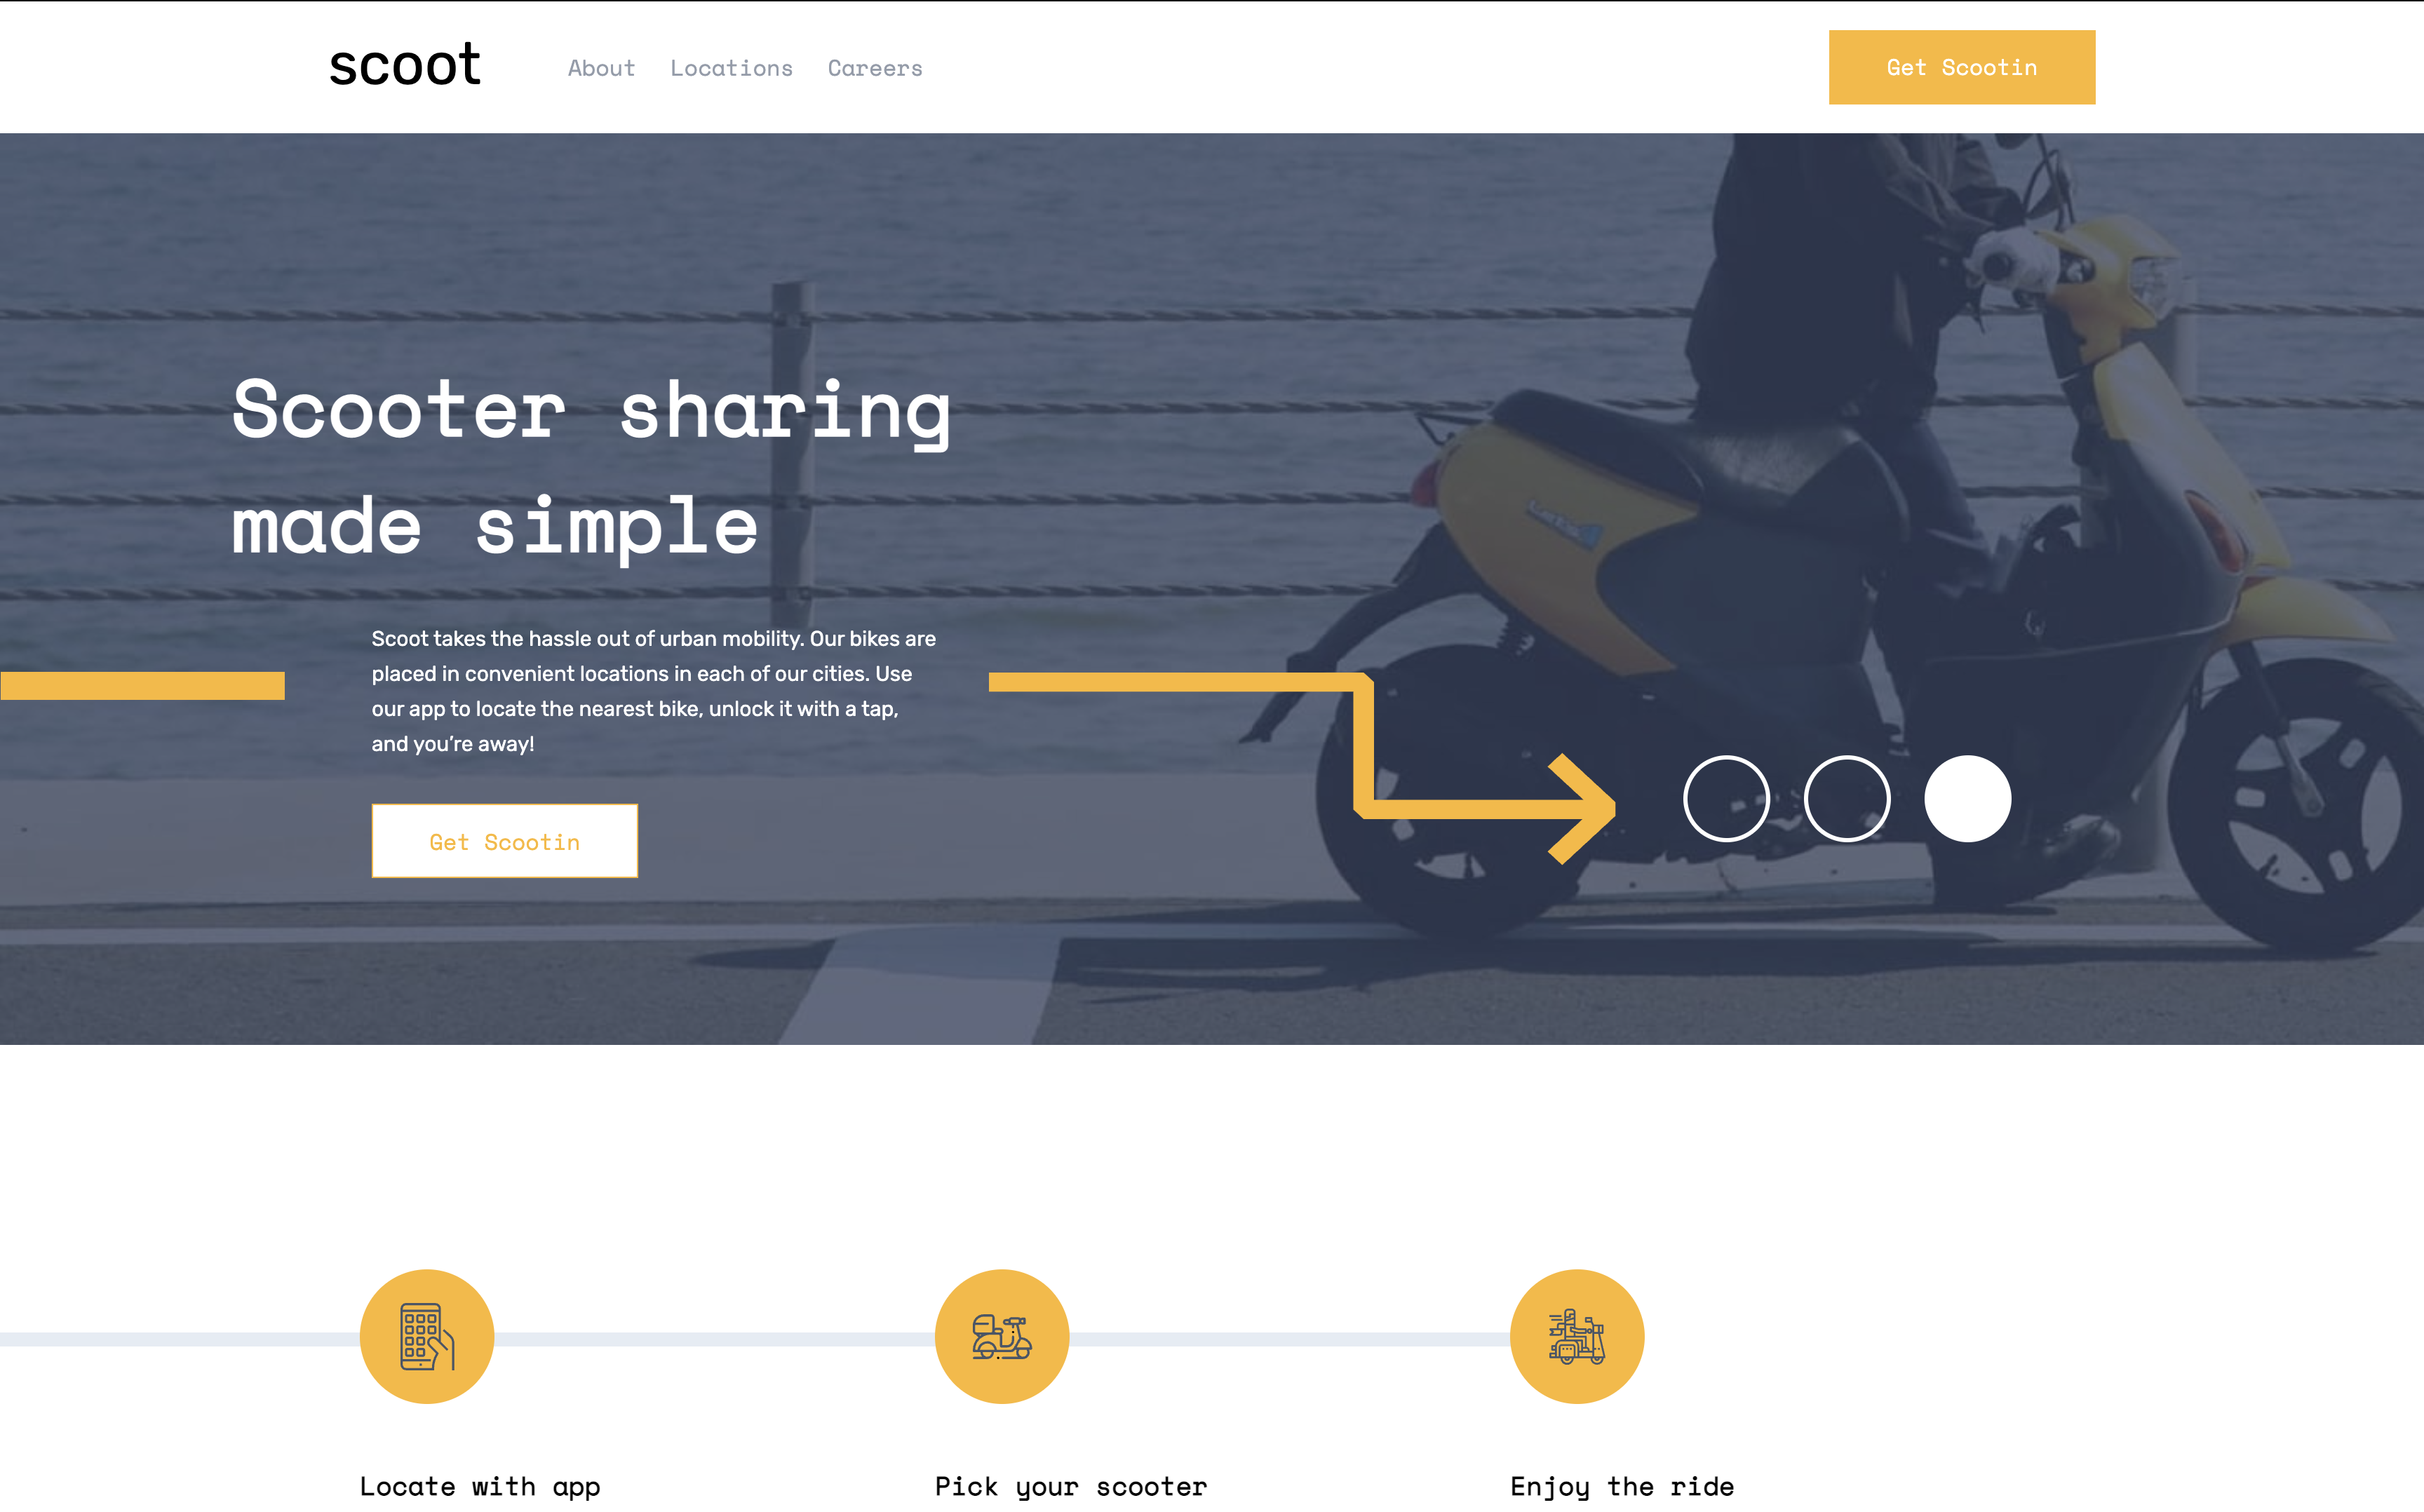 scoot
About
Locations
Careers
Get Scootin
Scooter sharing
made simple
Scoot takes the hassle out of urban mobility. Our bikes are
placed in convenient locations in each of our cities. Use
our app to locate the nearest bike, unlock it with a tap,
and you’re away!
Get Scootin
Locate with app
Pick your scooter
Enjoy the ride